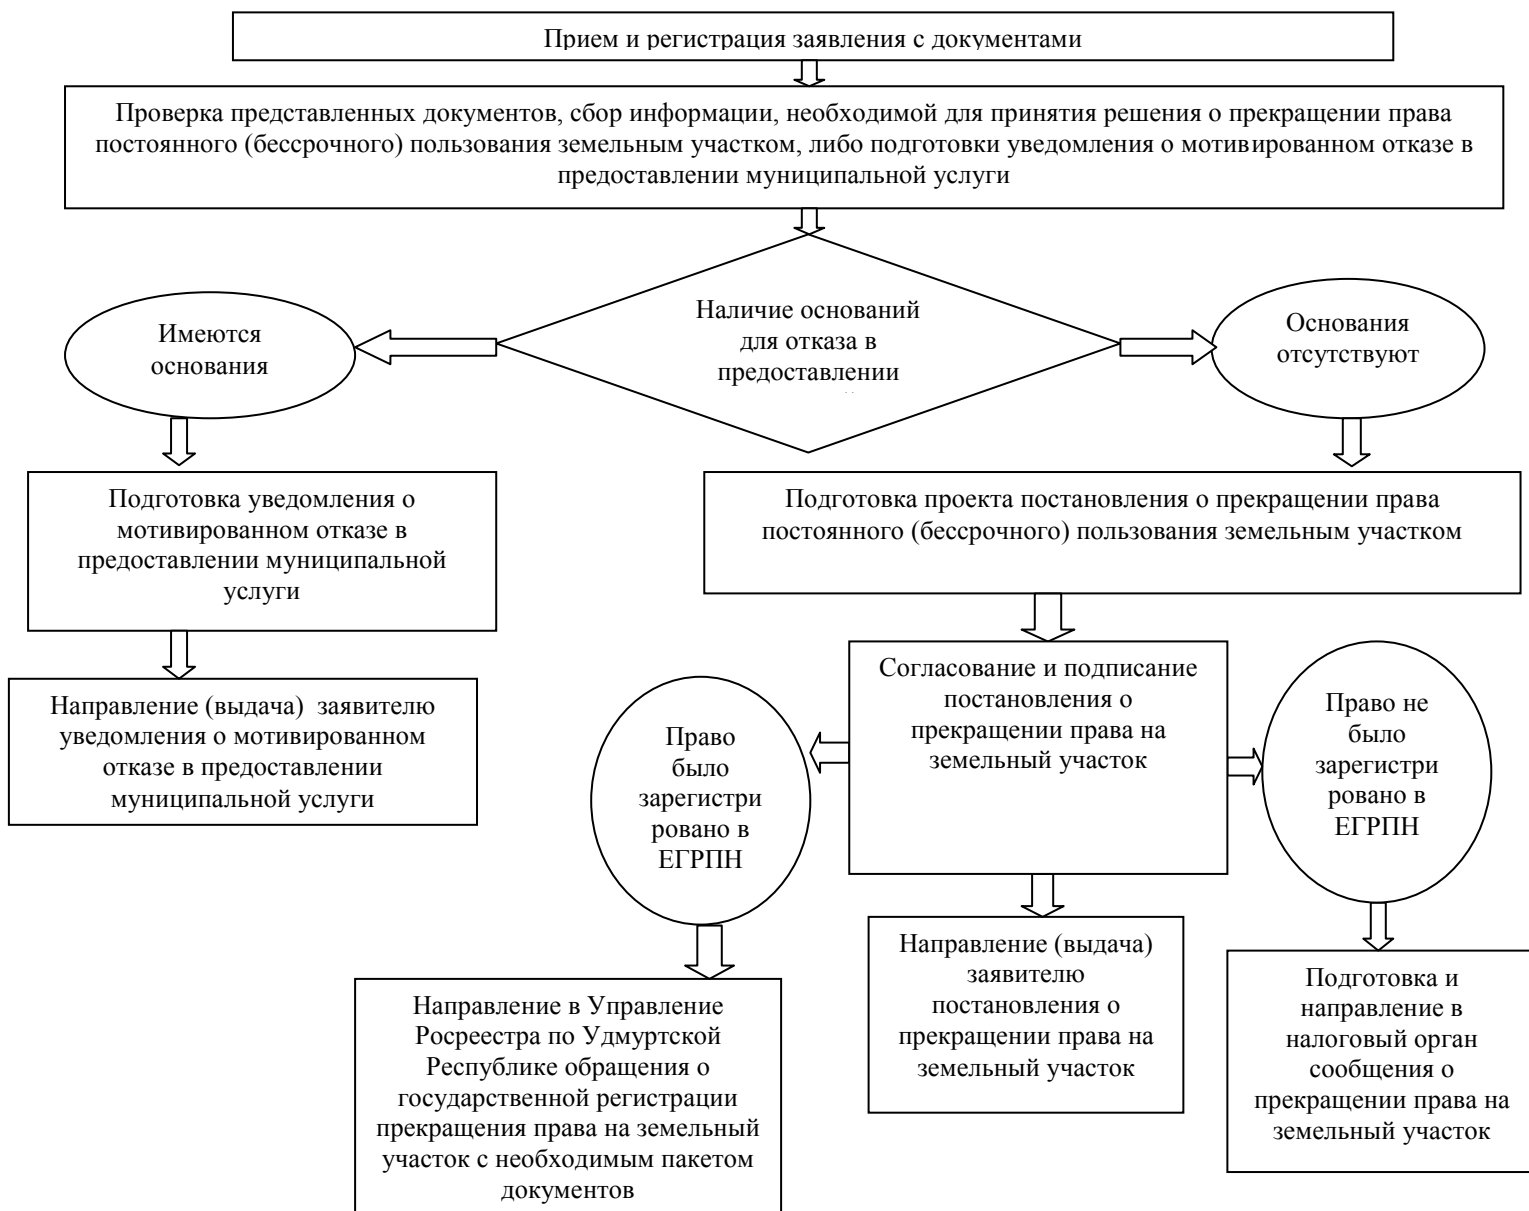 Прием и регистрация заявления с документами
Проверка представленных документов, сбор информации, необходимой для принятия решения о прекращении права
постоянного (бессрочного) пользования земельным участком, либо подготовки уведомления о мотивированном отказе в
предоставлении муниципальной услуги
Наличие оснований
для отказа в
предоставлении
Имеются
основания
Основания
отсутствуют
Подготовка уведомления о
мотивированном отказе в
предоставлении муниципальной
услуги
Подготовка проекта постановления о прекращении права
постоянного (бессрочного) пользования земельным участком
Направление (выдача) заявителю
уведомления о мотивированном
отказе в предоставлении
муниципальной услуги
Согласование и подписание
постановления о
прекращении права на
земельный участок
Право
было
зарегистри
ровано в
ЕГРПН
Право не
было
зарегистри
ровано в
ЕГРПН
Направление в Управление
Росреестра по Удмуртской
Республике обращения о
государственной регистрации
прекращения права на земельный
участок с необходимым пакетом
документов
Направление (выдача)
заявителю
постановления о
прекращении права на
земельный участок
Подготовка и
направление в
налоговый орган
сообщения о
прекращении права на
земельный участок